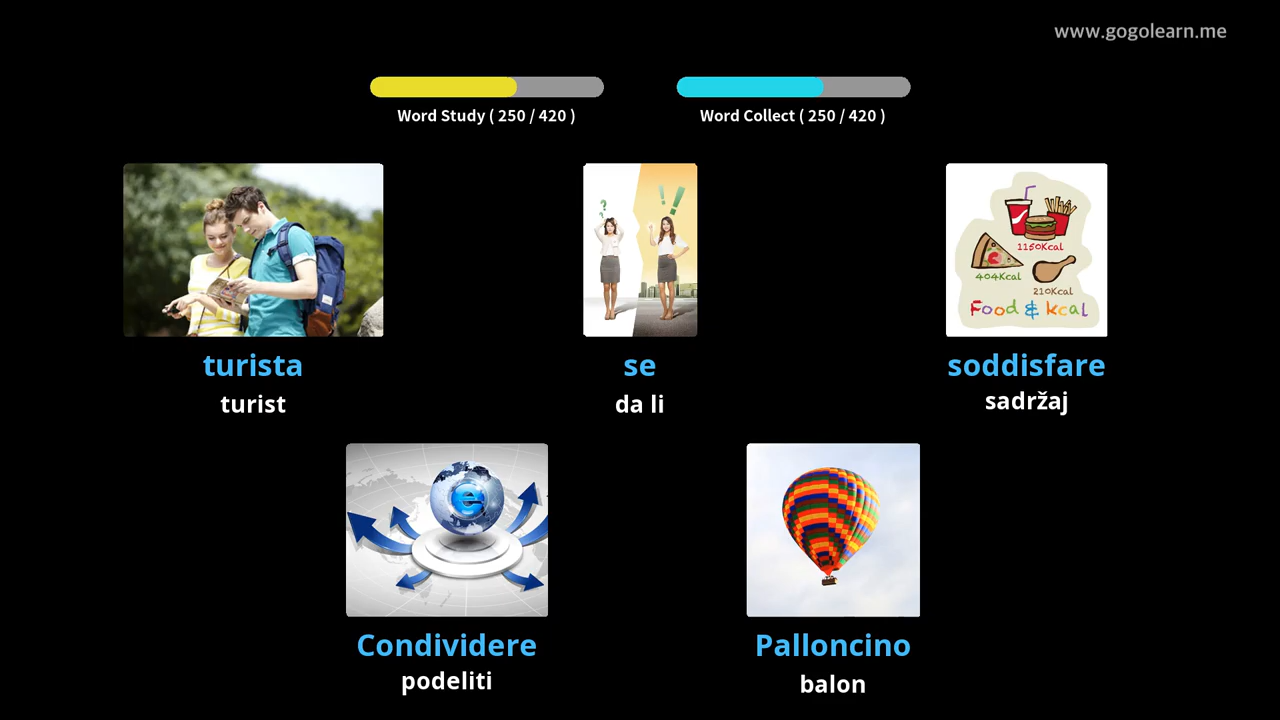 www.gogolearn.me
Word Study ( 250 / 420 )
Word Collect ( 250 / 420 )
1150Kcal
404Kcal
210Kcal
Food & kcal
turista
se
soddisfare
turist
da li
sadržaj
e
Condividere
Palloncino
podeliti
balon